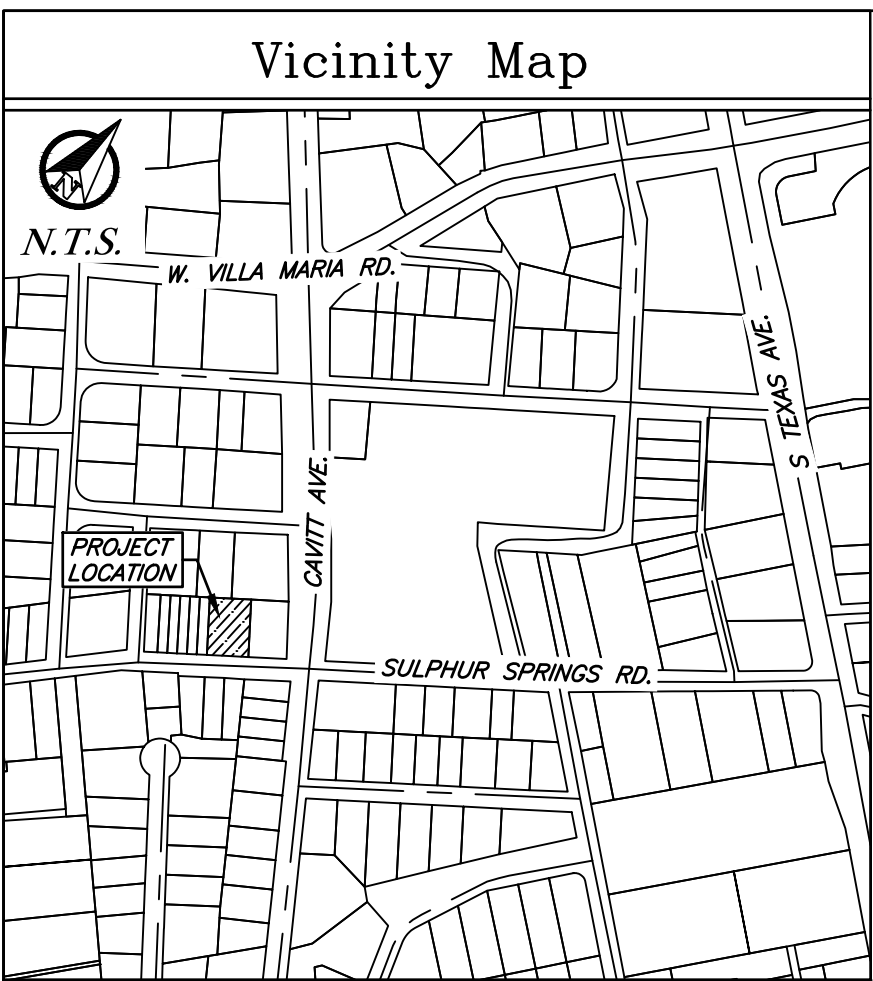 Vicinity Map
N
N.T.S.
W. VILLA MARIA RD.
S TEXAS AVE.
CAVITT AVE.
PROJECT
LOCATION
SULPHUR SPRINGS RD.